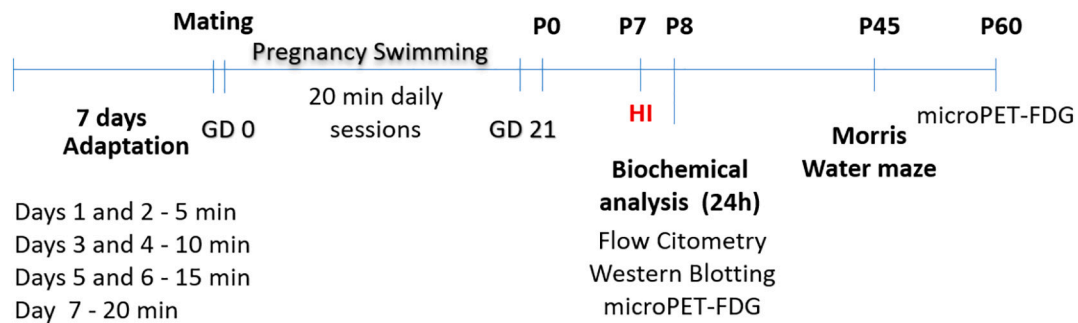 Mating
P0
P7
P8
P45
P60
Pregnancy Swimming
7 days
Adaptation
GD 0
20 min daily
sessions
GD 21
HI
microPET-FDG
Morris
Water maze
Biochemical
analysis (24h)
Flow Citometry
Western Blotting
microPET-FDG
Days 1 and 2 - 5 min
Days 3 and 4 - 10 min
Days 5 and 6 - 15 min
Day 7 - 20 min